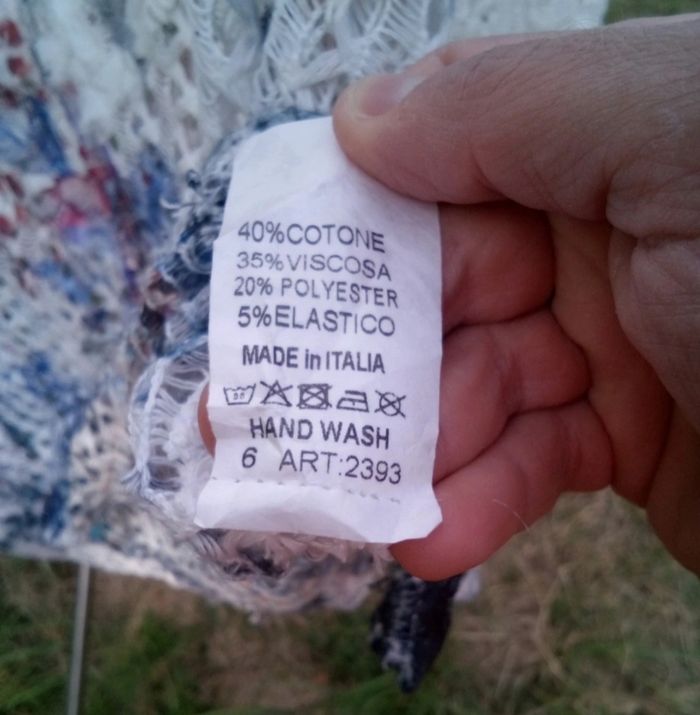 40%COTONE
35%VISCOSA
20% POLYESTER
5%ELASTICO
MADE in ITALIA
HAND WASH
6 ART:2393